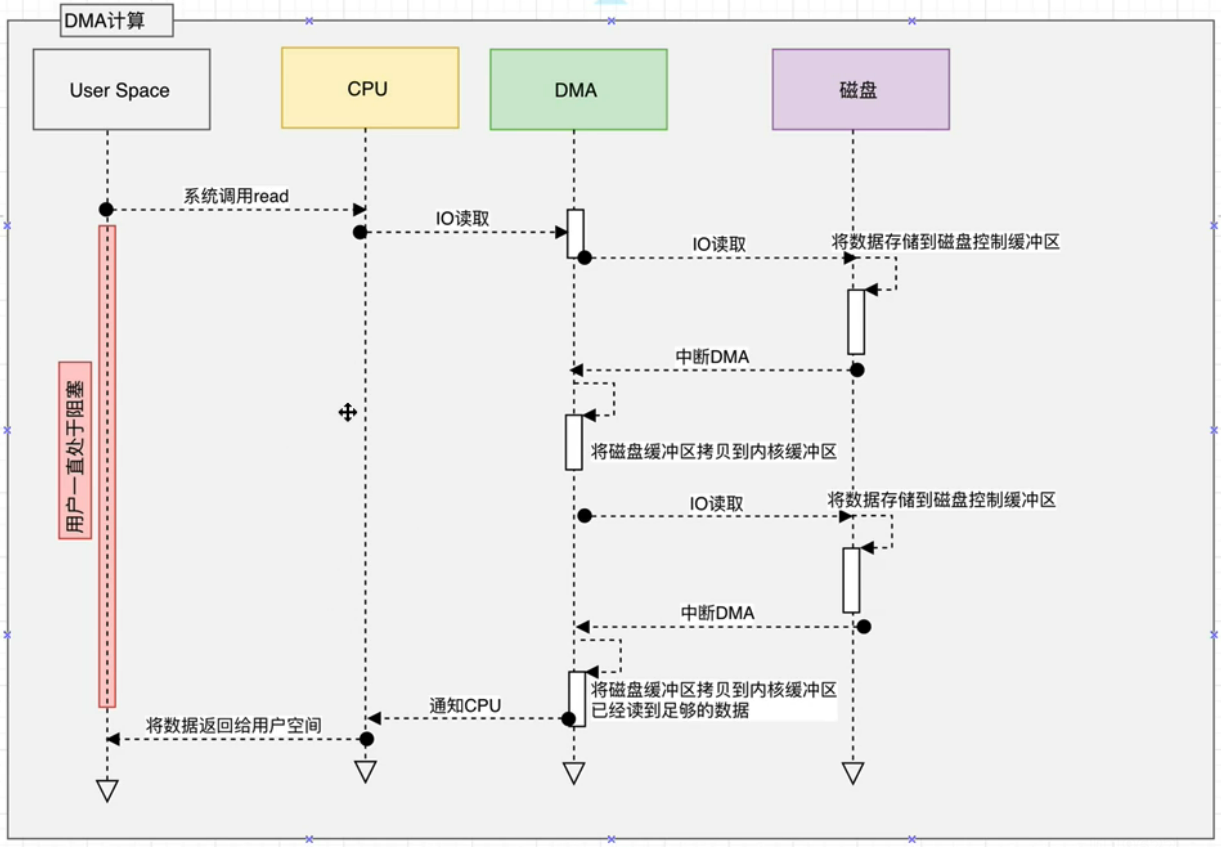 DMA计算
User Space
CPU
DMA
磁盘
系统调用read
IO读取
IO读取
将数据存储到磁盘控制缓冲区
中断DMA
用户一直处于阻塞
将磁盘缓冲区拷贝到内核缓冲区
IO读取
将数据存储到磁盘控制缓冲区
中断DMA
将磁盘缓冲区拷贝到内核缓冲区
已经读到足够的数据
通知CPU
将数据返回给用户空间